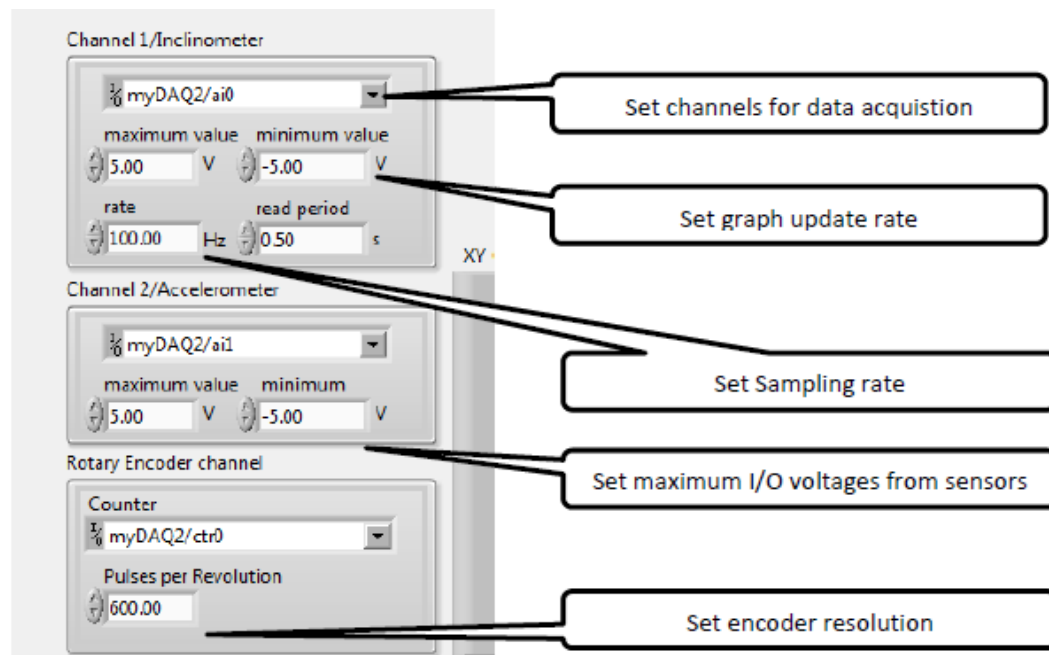 Channel 1/Inclinometer
myDAQ2/ai0
maximum value minimum value
5.00 V -5.00 V
rate read period
100.00 Hz 0.50 s
XY
Channel 2/Accelerometer
myDAQ2/ai1
maximum value minimum
5.00 V -5.00 V
Rotary Encoder channel
Counter
myDAQ2/ctr0
Pulses per Revolution
600.00
Set channels for data acquistion
Set graph update rate
Set Sampling rate
Set maximum I/O voltages from sensors
Set encoder resolution